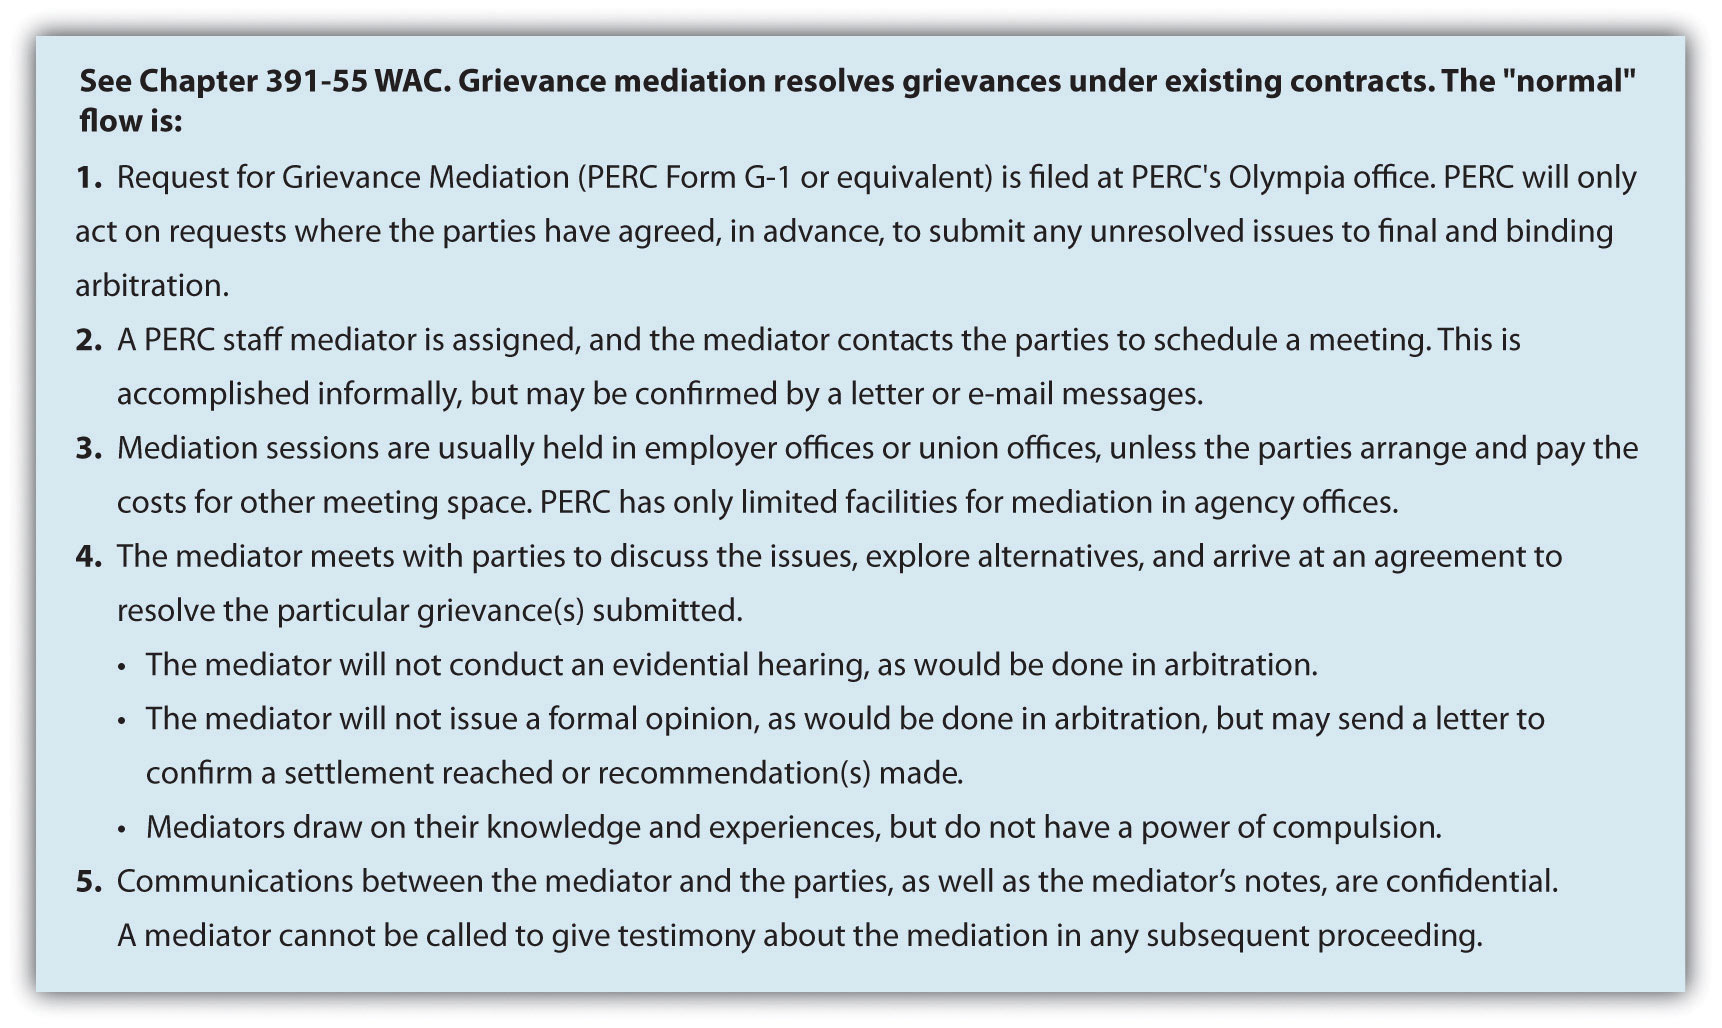 See Chapter 391-55 WAC. Grievance mediation resolves grievances under existing contracts. The "normal"
flow is:
1. Request for Grievance Mediation (PERC Form G-1 or equivalent) is filed at PERC's Olympia office. PERC will only
act on requests where the parties have agreed, in advance, to submit any unresolved issues to final and binding
arbitration.
2. A PERC staff mediator is assigned, and the mediator contacts the parties to schedule a meeting. This is
accomplished informally, but may be confirmed by a letter or e-mail messages.
3. Mediation sessions are usually held in employer offices or union offices, unless the parties arrange and pay the
costs for other meeting space. PERC has only limited facilities for mediation in agency offices.
4. The mediator meets with parties to discuss the issues, explore alternatives, and arrive at an agreement to
resolve the particular grievance(s) submitted.
• The mediator will not conduct an evidential hearing, as would be done in arbitration.
• The mediator will not issue a formal opinion, as would be done in arbitration, but may send a letter to
confirm a settlement reached or recommendation(s) made.
• Mediators draw on their knowledge and experiences, but do not have a power of compulsion.
5. Communications between the mediator and the parties, as well as the mediator’s notes, are confidential.
A mediator cannot be called to give testimony about the mediation in any subsequent proceeding.